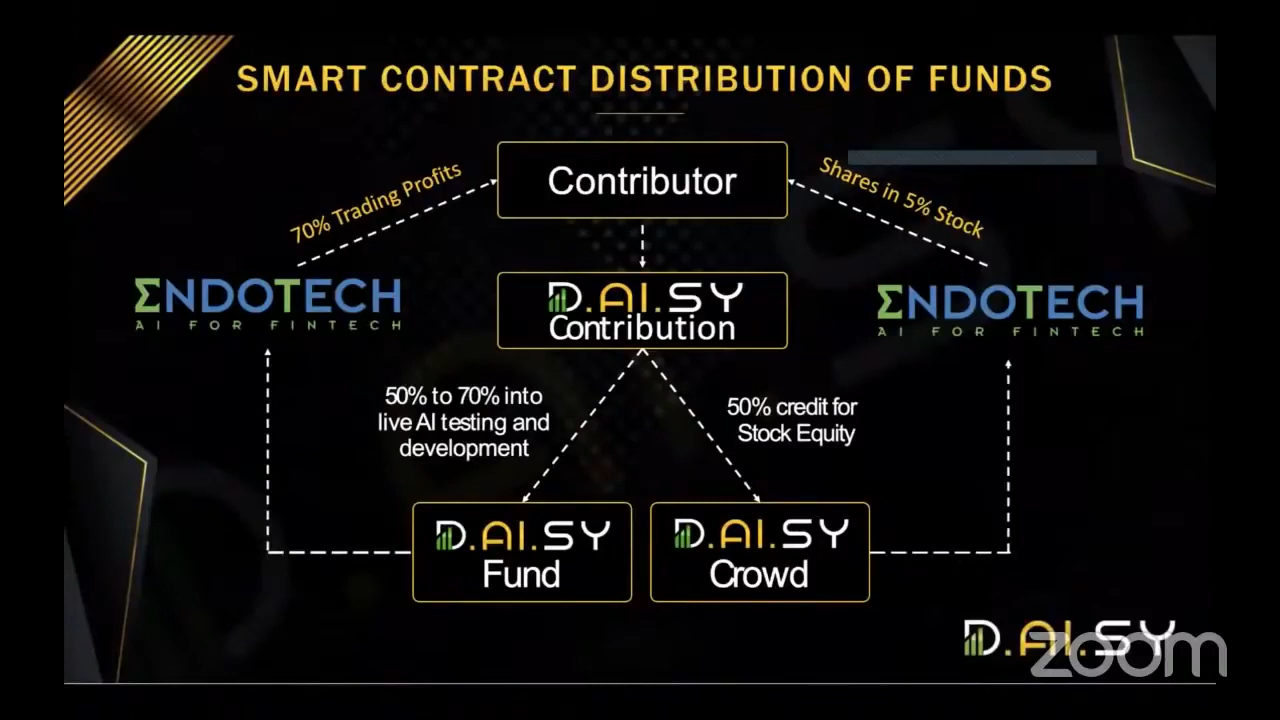 SMART CONTRACT DISTRIBUTION OF FUNDS
Contributor
70% Trading Profits
Shares in 5% Stock
ΣNDOTECH
AI FOR FINTECH
D.AI.SY
Contribution
ΣNDOTECH
AI FOR FINTECH
50% to 70% into
live AI testing and
development
50% credit for
Stock Equity
D.AI.SY
Fund
D.AI.SY
Crowd
D.AI.SY
zoom